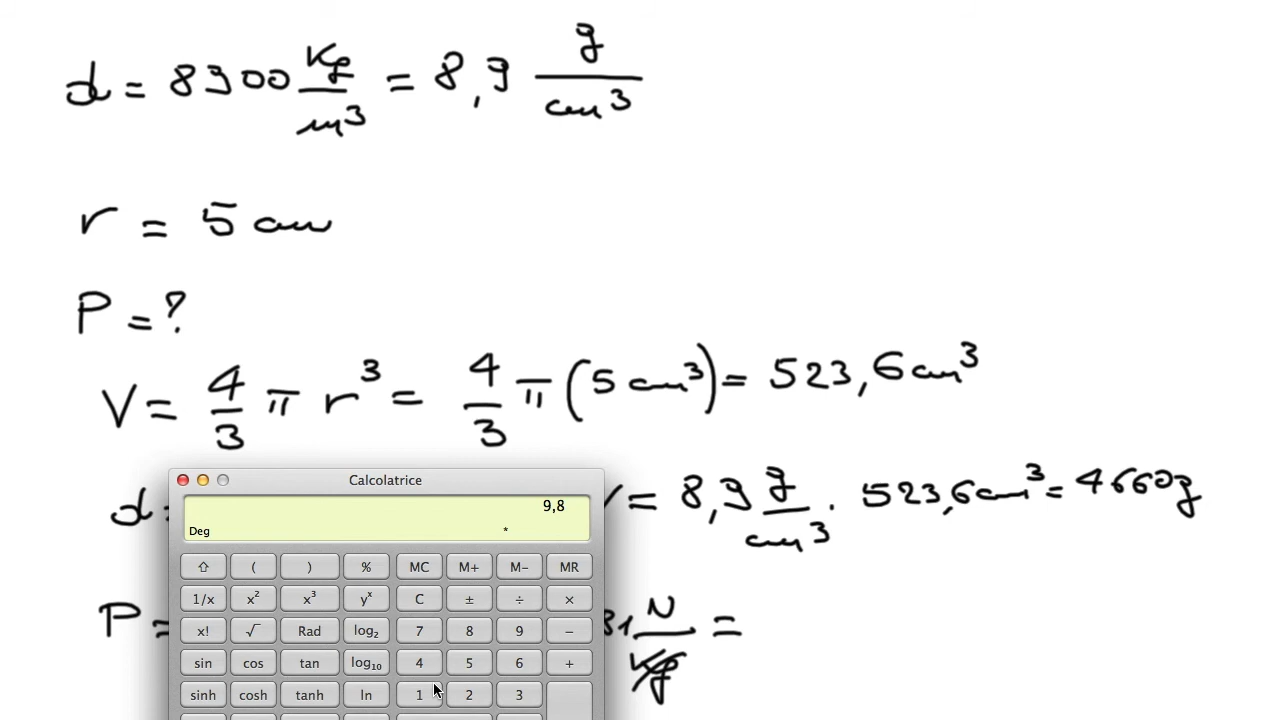 d = 8900 Kg/m³ = 8,9 g/cm³
r = 5 cm
P = ?
V = 4/3 π r³ = 4/3 π (5 cm³) = 523,6 cm³
d = V = 8,9 g/cm³ · 523,6 cm³ = 4660g
P = 81 N/Kg =
Calcolatrice
9,8
Deg *
⇧ ( ) % MC M+ M− MR
1/x x² x³ yˣ C ± ÷ ×
x! √ Rad log₂ 7 8 9 −
sin cos tan log₁₀ 4 5 6 +
sinh cosh tanh ln 1 2 3